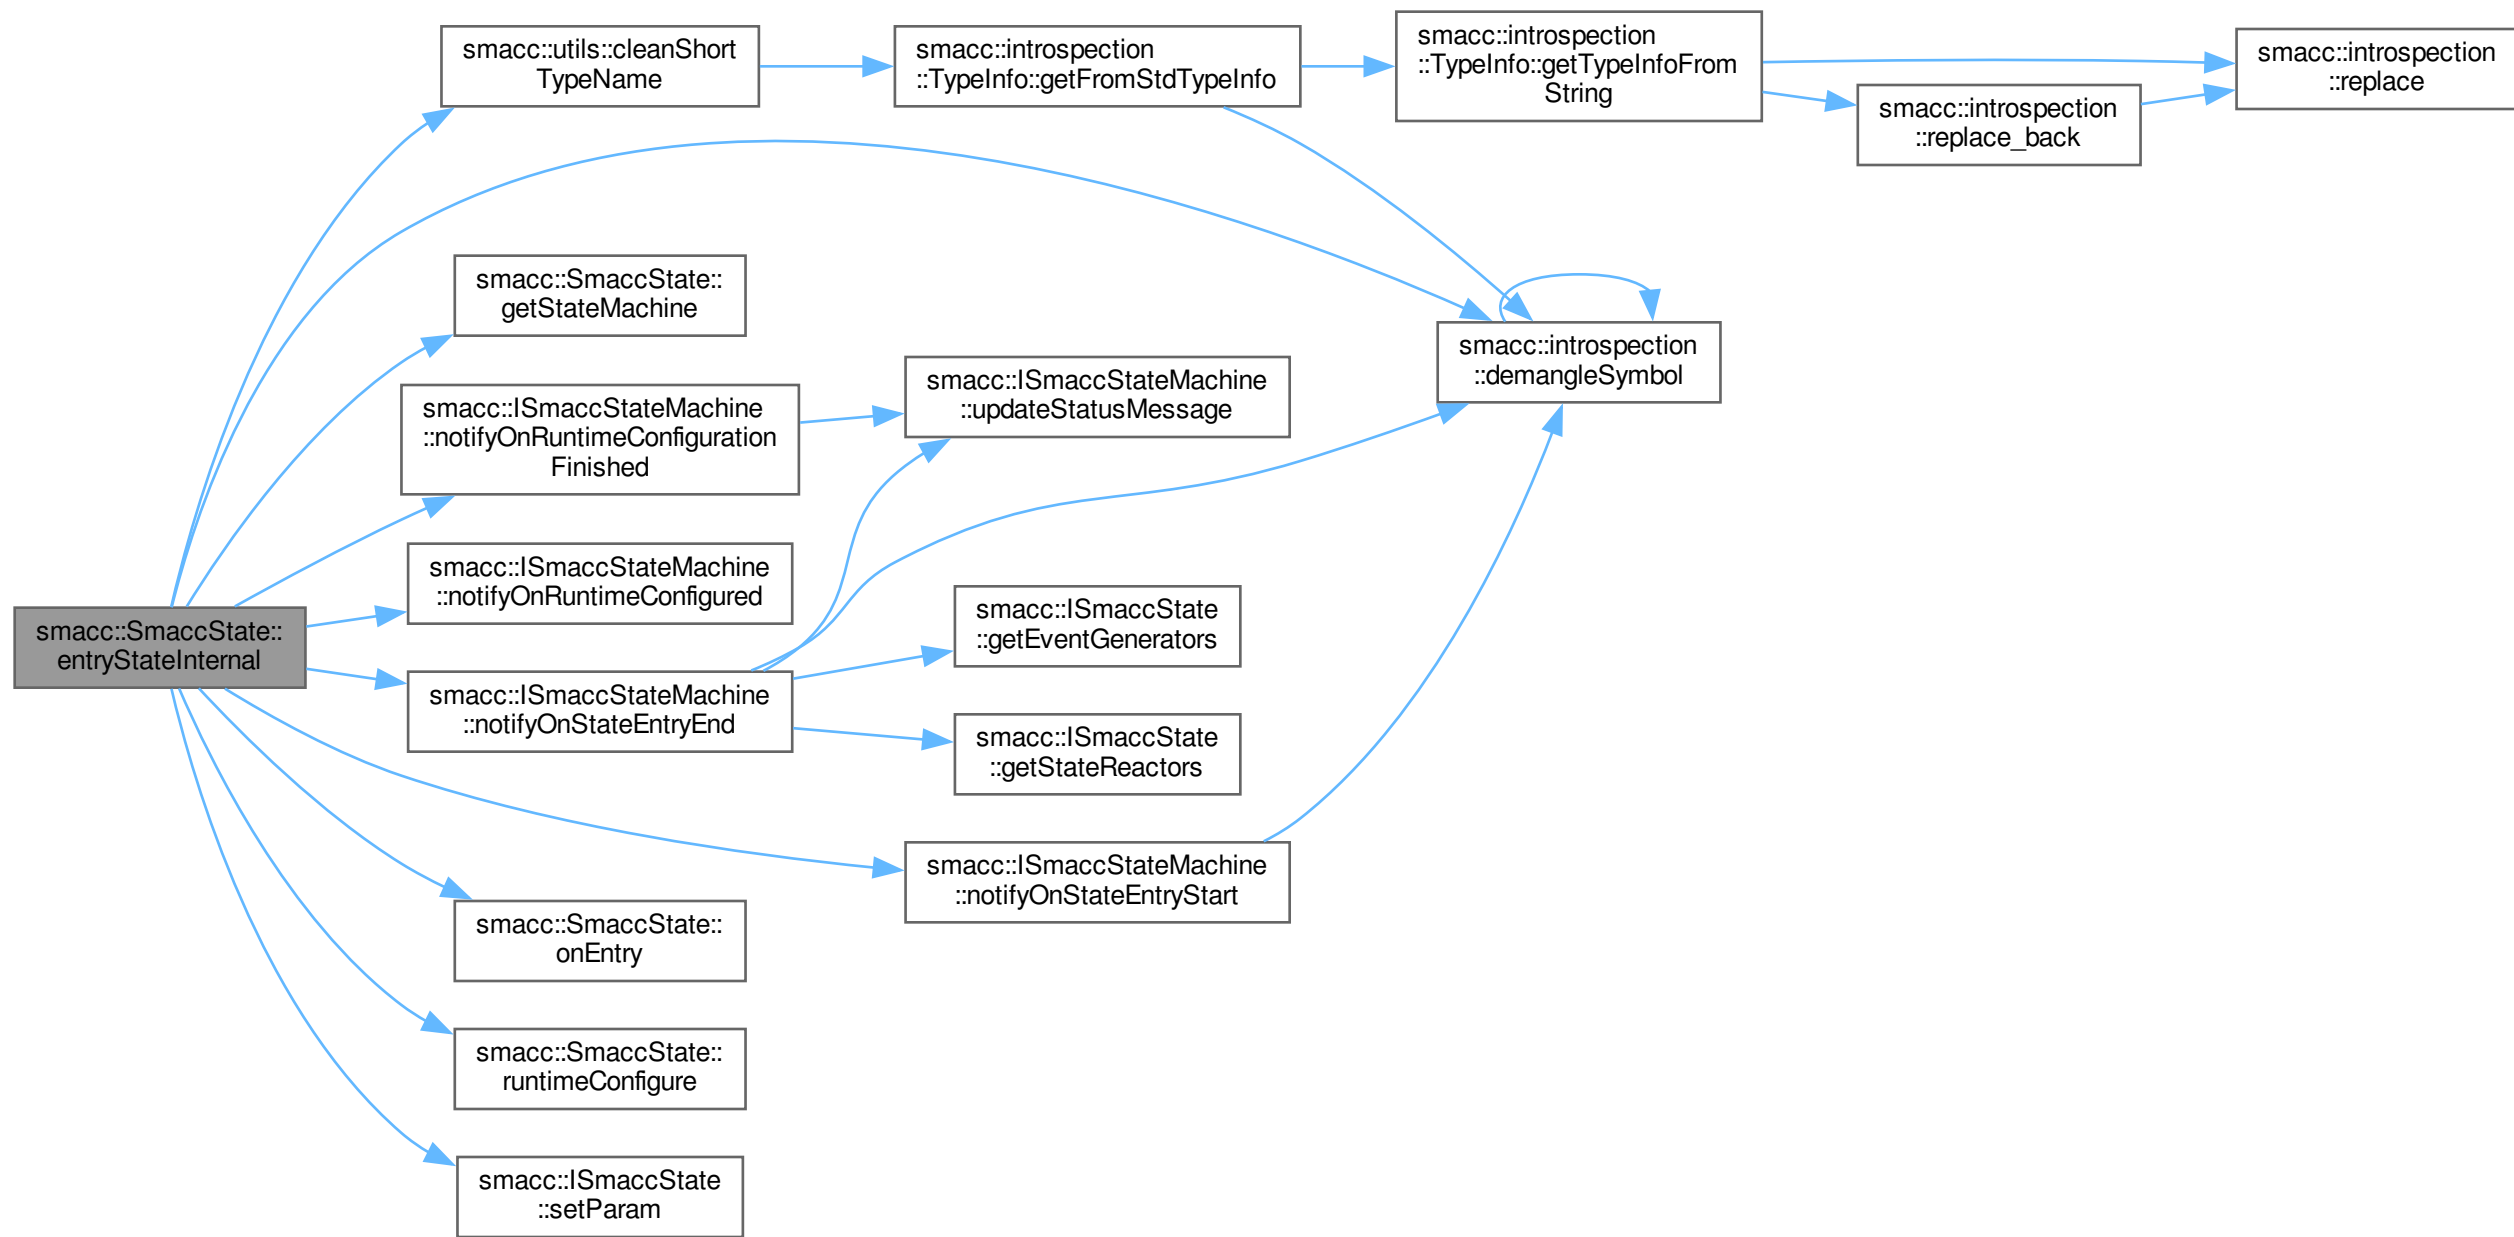 smacc::SmaccState::
entryStateInternal
smacc::utils::cleanShort
TypeName
smacc::introspection
::TypeInfo::getFromStdTypeInfo
smacc::introspection
::TypeInfo::getTypeInfoFrom
String
smacc::introspection
::replace
smacc::introspection
::replace_back
smacc::SmaccState::
getStateMachine
smacc::introspection
::demangleSymbol
smacc::ISmaccStateMachine
::updateStatusMessage
smacc::ISmaccStateMachine
::notifyOnRuntimeConfiguration
Finished
smacc::ISmaccStateMachine
::notifyOnRuntimeConfigured
smacc::ISmaccState
::getEventGenerators
smacc::ISmaccStateMachine
::notifyOnStateEntryEnd
smacc::ISmaccState
::getStateReactors
smacc::ISmaccStateMachine
::notifyOnStateEntryStart
smacc::SmaccState::
onEntry
smacc::SmaccState::
runtimeConfigure
smacc::ISmaccState
::setParam